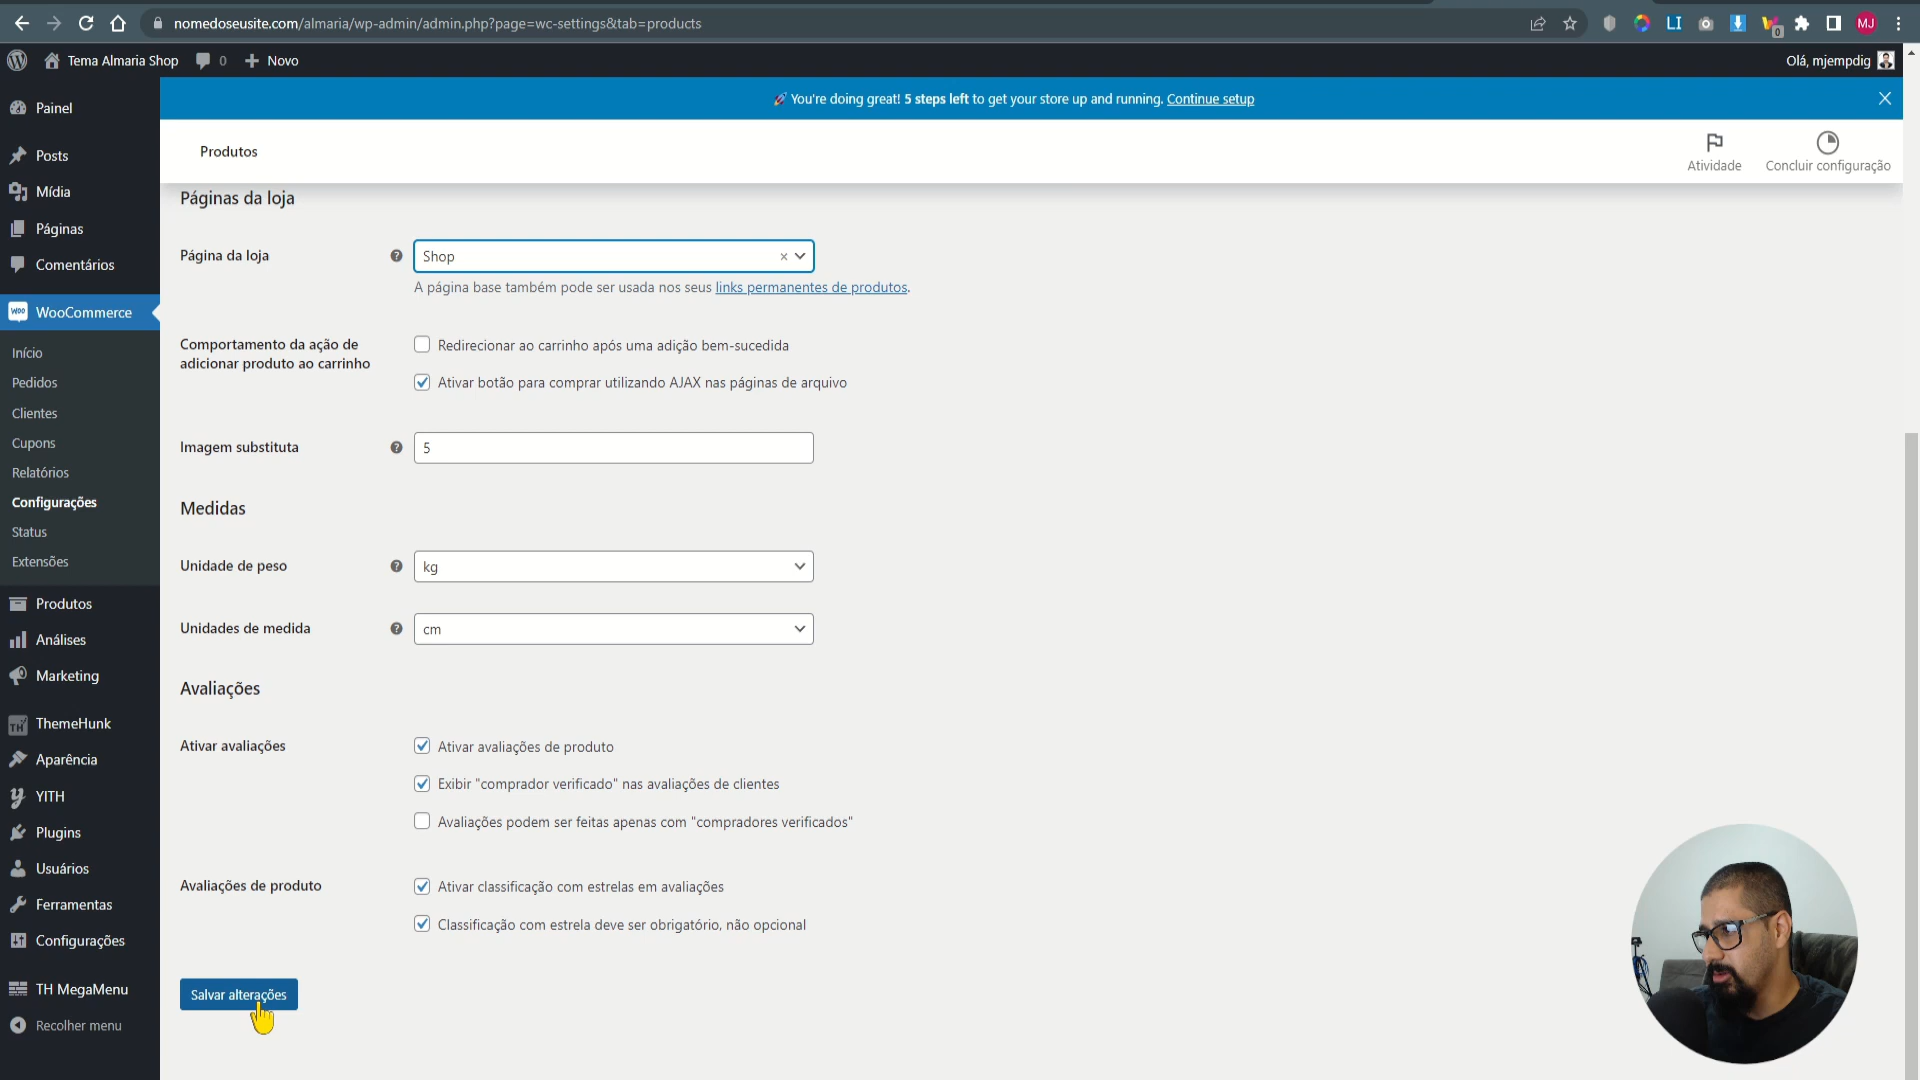 nomedoseusite.com/almaria/wp-admin/admin.php?page=wc-settings&tab=products
LI
0
MJ
Tema Almaria Shop
0
Novo
Olá, mjempdig
🚀 You're doing great! 5 steps left to get your store up and running. Continue setup
Produtos
Atividade
Concluir configuração
Painel
Posts
Mídia
Páginas
Comentários
WOO
WooCommerce
Início
Pedidos
Clientes
Cupons
Relatórios
Configurações
Status
Extensões
Produtos
Análises
Marketing
TH
ThemeHunk
Aparência
YITH
Plugins
Usuários
Ferramentas
Configurações
TH MegaMenu
Recolher menu
Páginas da loja
Página da loja
Shop
A página base também pode ser usada nos seus links permanentes de produtos.
Comportamento da ação de
adicionar produto ao carrinho
Redirecionar ao carrinho após uma adição bem-sucedida
Ativar botão para comprar utilizando AJAX nas páginas de arquivo
Imagem substituta
5
Medidas
Unidade de peso
kg
Unidades de medida
cm
Avaliações
Ativar avaliações
Ativar avaliações de produto
Exibir "comprador verificado" nas avaliações de clientes
Avaliações podem ser feitas apenas com "compradores verificados"
Avaliações de produto
Ativar classificação com estrelas em avaliações
Classificação com estrela deve ser obrigatório, não opcional
Salvar alterações